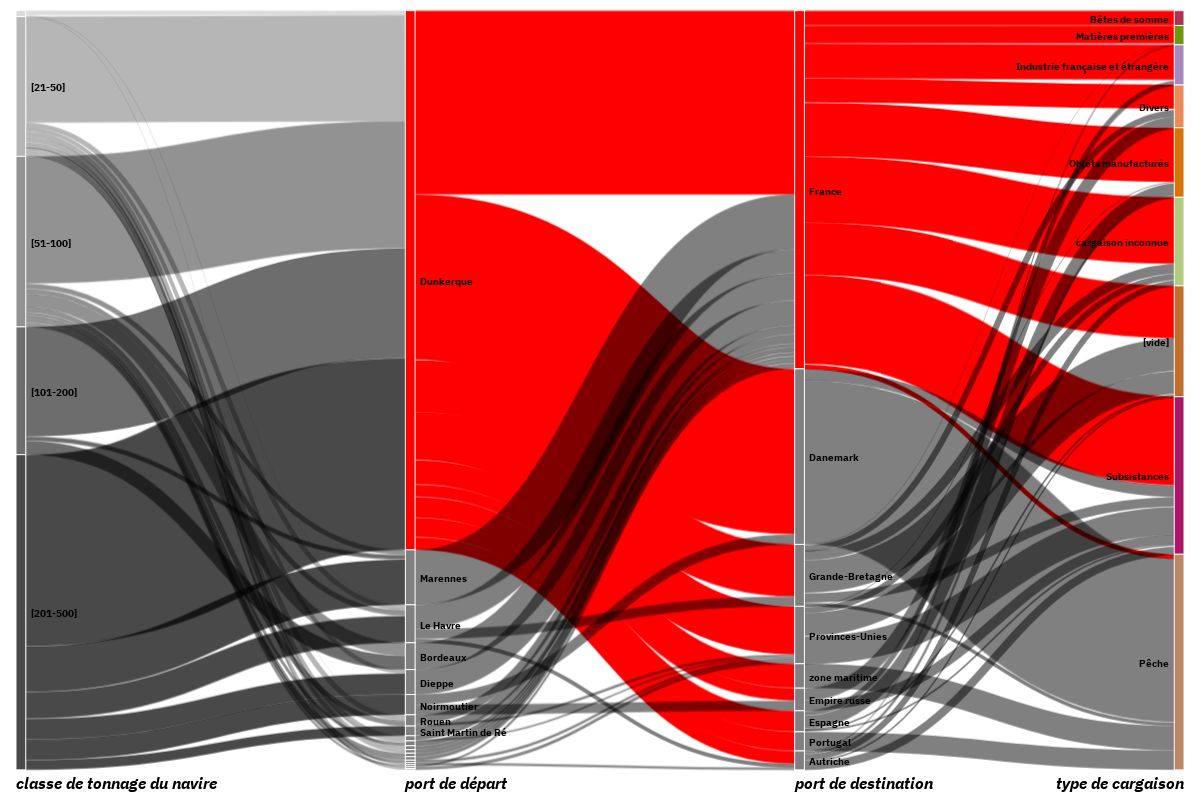 [21-50]
[51-100]
[101-200]
[201-500]
Dunkerque
Marennes
Le Havre
Bordeaux
Dieppe
Noirmoutier
Rouen
Saint Martin de Ré
France
Danemark
Grande-Bretagne
Provinces-Unies
zone maritime
Empire russe
Espagne
Portugal
Autriche
Bêtes de somme
Matières premières
Industrie française et étrangère
Divers
Objets manufacturés
cargaison inconnue
[vide]
Subsistances
Pêche
classe de tonnage du navire
port de départ
port de destination
type de cargaison